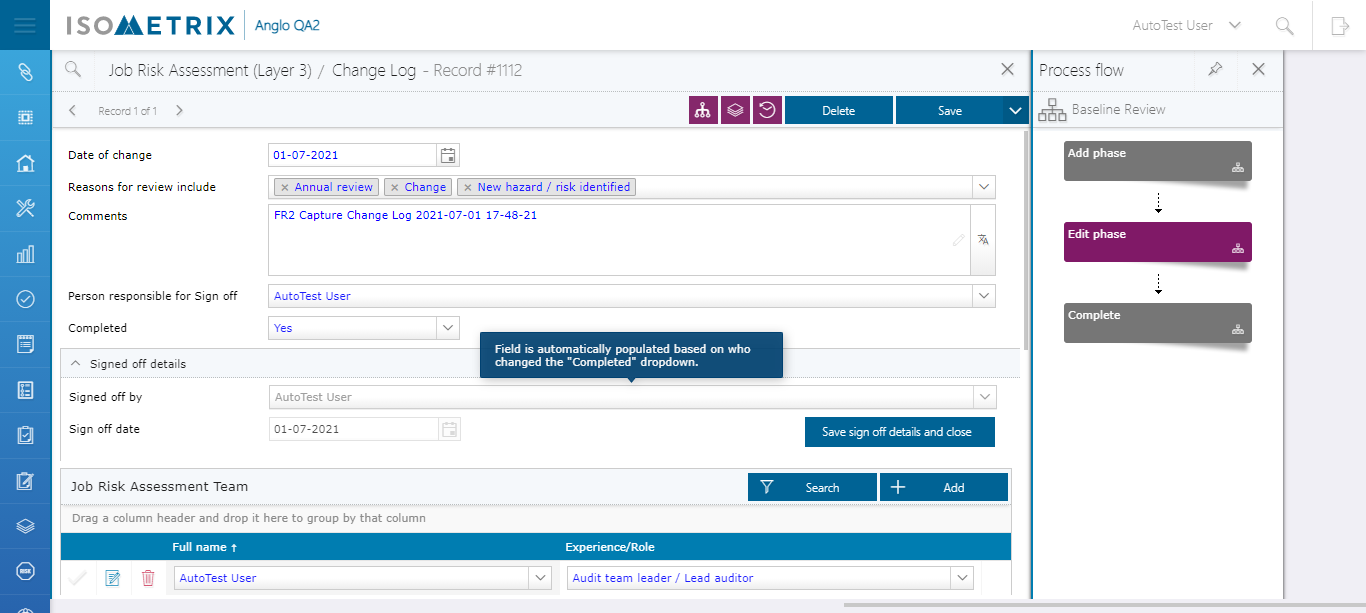 ISOMETRIX Anglo QA2
AutoTest User
Job Risk Assessment (Layer 3) / Change Log - Record #1112
Process flow
Record 1 of 1
Delete
Save
Baseline Review
Date of change
01-07-2021
Add phase
Reasons for review include
× Annual review × Change × New hazard / risk identified
Comments
FR2 Capture Change Log 2021-07-01 17-48-21
Edit phase
Person responsible for Sign off
AutoTest User
Completed
Yes
Complete
Field is automatically populated based on who
changed the "Completed" dropdown.
Signed off details
Signed off by
AutoTest User
Sign off date
01-07-2021
Save sign off details and close
Job Risk Assessment Team
Search
Add
Drag a column header and drop it here to group by that column
Full name ↑
Experience/Role
AutoTest User
Audit team leader / Lead auditor